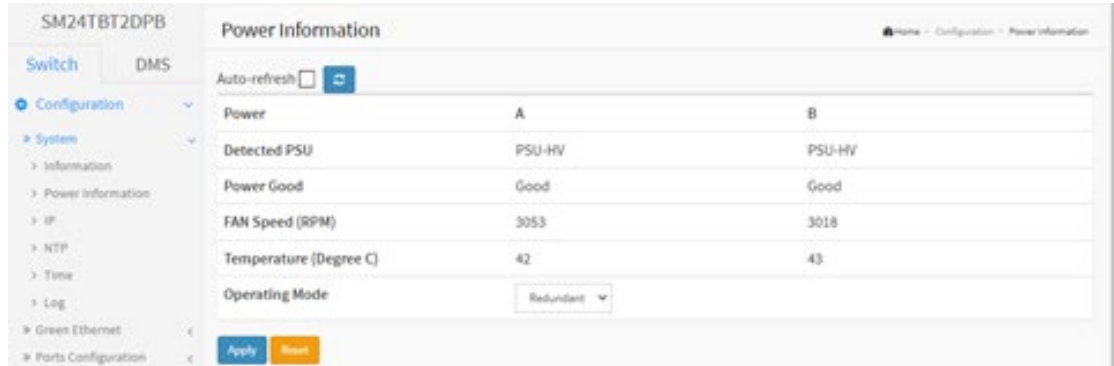 SM24TBT2DPB
Power Information
Home > Configuration > Power Information
Switch DMS
Auto-refresh
Configuration
Power A B
» System
Detected PSU PSU-HV PSU-HV
> Information
Power Good Good Good
> Power Information
> IP
FAN Speed (RPM) 3053 3018
> NTP
Temperature (Degree C) 42 43
> Time
Operating Mode Redundant
> Log
» Green Ethernet
» Ports Configuration
Apply Reset